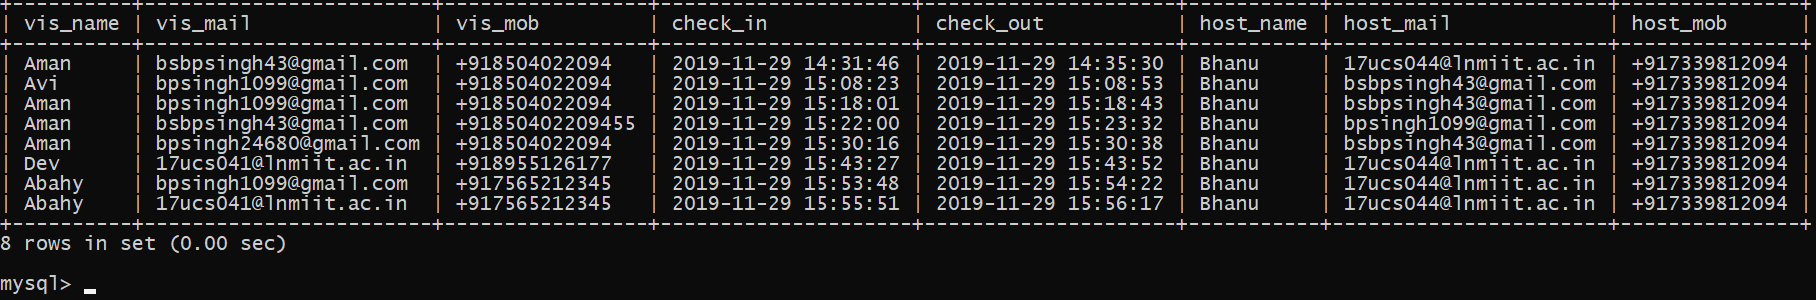 +----------+-----------------------+-----------------+---------------------+---------------------+-----------+-----------------------+---------------+
| vis_name | vis_mail              | vis_mob         | check_in            | check_out           | host_name | host_mail             | host_mob      |
+----------+-----------------------+-----------------+---------------------+---------------------+-----------+-----------------------+---------------+
| Aman     | bsbpsingh43@gmail.com | +918504022094   | 2019-11-29 14:31:46 | 2019-11-29 14:35:30 | Bhanu     | 17ucs044@lnmiit.ac.in | +917339812094 |
| Avi      | bpsingh1099@gmail.com | +918504022094   | 2019-11-29 15:08:23 | 2019-11-29 15:08:53 | Bhanu     | bsbpsingh43@gmail.com | +917339812094 |
| Aman     | bpsingh1099@gmail.com | +918504022094   | 2019-11-29 15:18:01 | 2019-11-29 15:18:43 | Bhanu     | bsbpsingh43@gmail.com | +917339812094 |
| Aman     | bsbpsingh43@gmail.com | +91850402209455 | 2019-11-29 15:22:00 | 2019-11-29 15:23:32 | Bhanu     | bpsingh1099@gmail.com | +917339812094 |
| Aman     | bpsingh24680@gmail.com | +918504022094   | 2019-11-29 15:30:16 | 2019-11-29 15:30:38 | Bhanu     | bsbpsingh43@gmail.com | +917339812094 |
| Dev      | 17ucs041@lnmiit.ac.in | +918955126177   | 2019-11-29 15:43:27 | 2019-11-29 15:43:52 | Bhanu     | 17ucs044@lnmiit.ac.in | +917339812094 |
| Abahy    | bpsingh1099@gmail.com | +917565212345   | 2019-11-29 15:53:48 | 2019-11-29 15:54:22 | Bhanu     | 17ucs044@lnmiit.ac.in | +917339812094 |
| Abahy    | 17ucs041@lnmiit.ac.in | +917565212345   | 2019-11-29 15:55:51 | 2019-11-29 15:56:17 | Bhanu     | 17ucs044@lnmiit.ac.in | +917339812094 |
+----------+-----------------------+-----------------+---------------------+---------------------+-----------+-----------------------+---------------+
8 rows in set (0.00 sec)
mysql> _